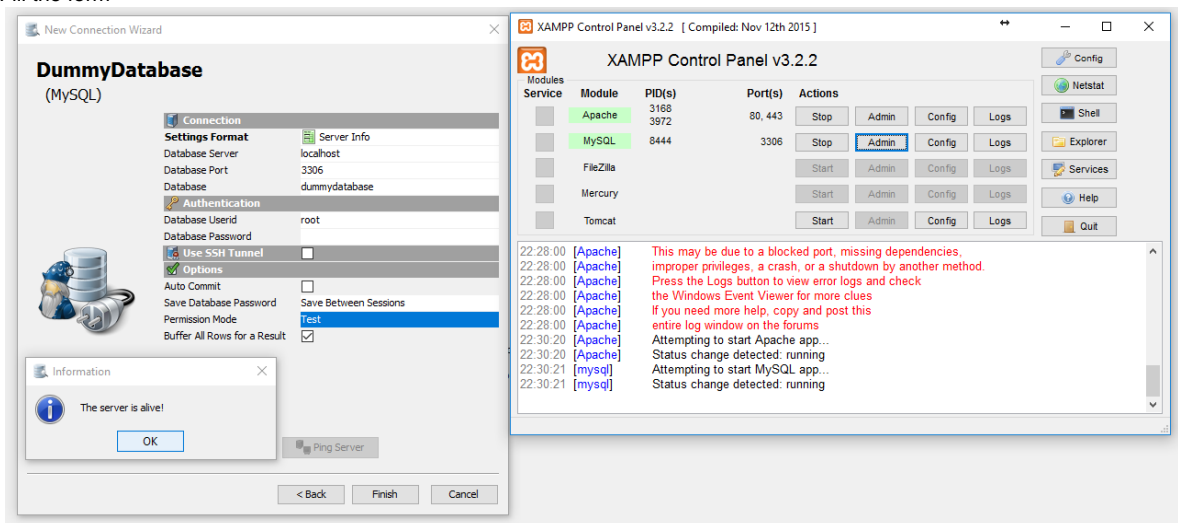 New Connection Wizard
DummyDatabase
(MySQL)
Connection
Settings Format Server Info
Database Server localhost
Database Port 3306
Database dummydatabase
Authentication
Database Userid root
Database Password
Use SSH Tunnel
Options
Auto Commit
Save Database Password Save Between Sessions
Permission Mode Test
Buffer All Rows for a Result
Information
The server is alive!
OK
Ping Server
< Back Finish Cancel
XAMPP Control Panel v3.2.2 [ Compiled: Nov 12th 2015 ]
XAMPP Control Panel v3.2.2
Modules
Service Module PID(s) Port(s) Actions
Apache 3168 3972 80, 443 Stop Admin Config Logs
MySQL 8444 3306 Stop Admin Config Logs
FileZilla Start Admin Config Logs
Mercury Start Admin Config Logs
Tomcat Start Admin Config Logs
Config
Netstat
Shell
Explorer
Services
Help
Quit
22:28:00 [Apache] This may be due to a blocked port, missing dependencies,
22:28:00 [Apache] improper privileges, a crash, or a shutdown by another method.
22:28:00 [Apache] Press the Logs button to view error logs and check
22:28:00 [Apache] the Windows Event Viewer for more clues
22:28:00 [Apache] If you need more help, copy and post this
22:28:00 [Apache] entire log window on the forums
22:30:20 [Apache] Attempting to start Apache app...
22:30:20 [Apache] Status change detected: running
22:30:21 [mysql] Attempting to start MySQL app...
22:30:21 [mysql] Status change detected: running